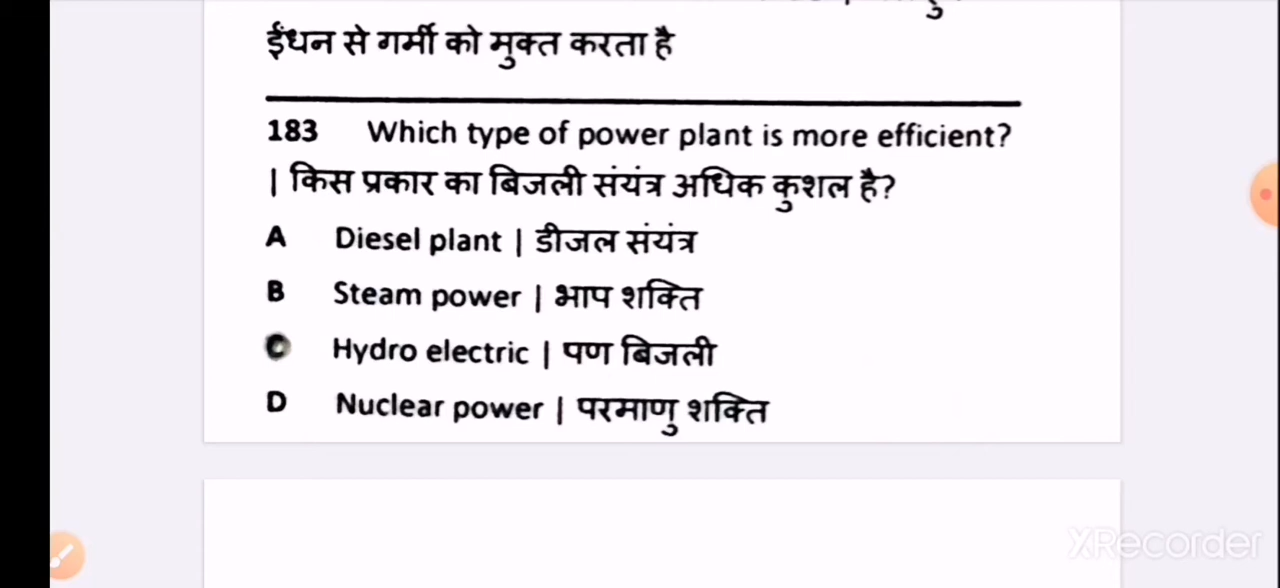 ईंधन से गर्मी को मुक्त करता है
183 Which type of power plant is more efficient?
| किस प्रकार का बिजली संयंत्र अधिक कुशल है?
A Diesel plant | डीजल संयंत्र
B Steam power | भाप शक्ति
C Hydro electric | पण बिजली
D Nuclear power | परमाणु शक्ति
XRecorder